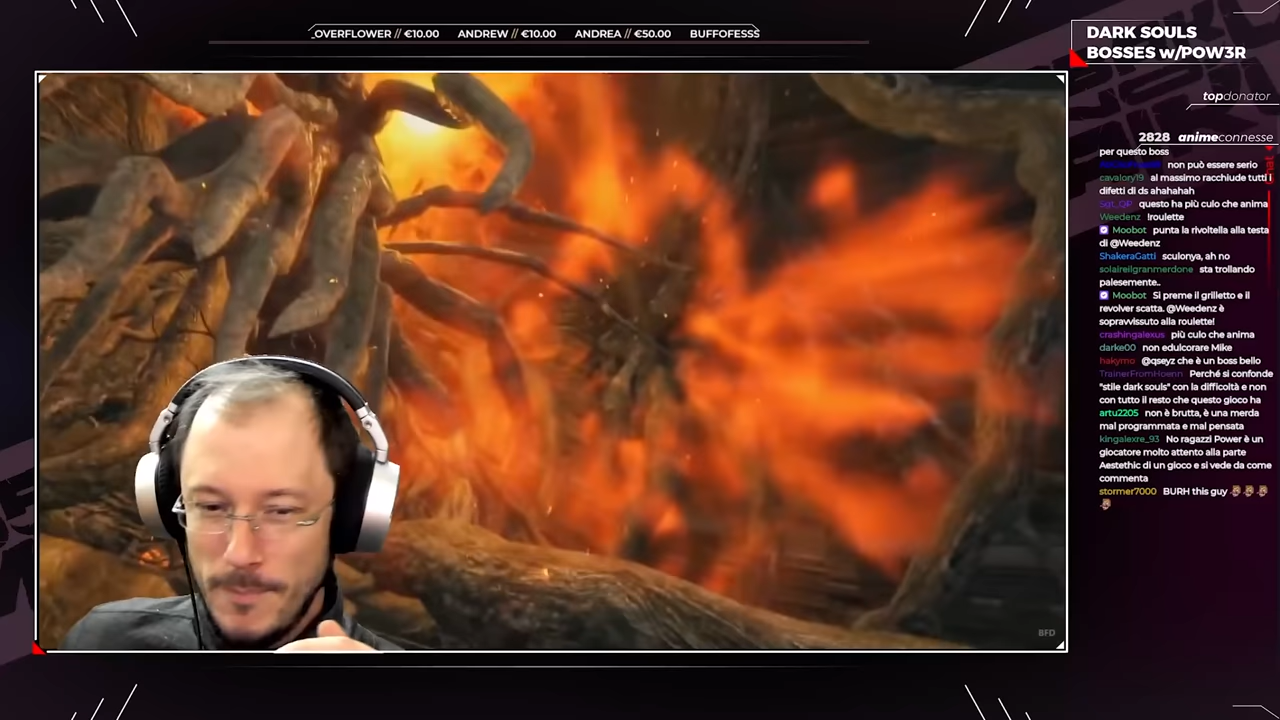 _OVERFLOWER // €10.00 ANDREW // €10.00 ANDREA // €50.00 BUFFOFESSS
DARK SOULS
BOSSES w/POW3R
topdonator
2828 animeconnesse
per questo boss
non può essere serio
cavalory19 al massimo racchiude tutti i
difetti di ds ahahahah
Sgt_QP questo ha più culo che anima
Weedenz !roulette
Moobot punta la rivoltella alla testa
di @Weedenz
ShakeraGatti sculonya, ah no
solaireilgranmerdone sta trollando
palesemente..
Moobot Si preme il grilletto e il
revolver scatta. @Weedenz è
sopravvissuto alla roulette!
crashingalexus più culo che anima
darke00 non edulcorare Mike
hakymo @qseyz che è un boss bello
TrainerFromHoenn Perché si confonde
"stile dark souls" con la difficoltà e non
con tutto il resto che questo gioco ha
artu2205 non è brutta, è una merda
mal programmata e mal pensata
kingalexre_93 No ragazzi Power è un
giocatore molto attento alla parte
Aestethic di un gioco e si vede da come
commenta
stormer7000 BURH this guy
chat
BFD